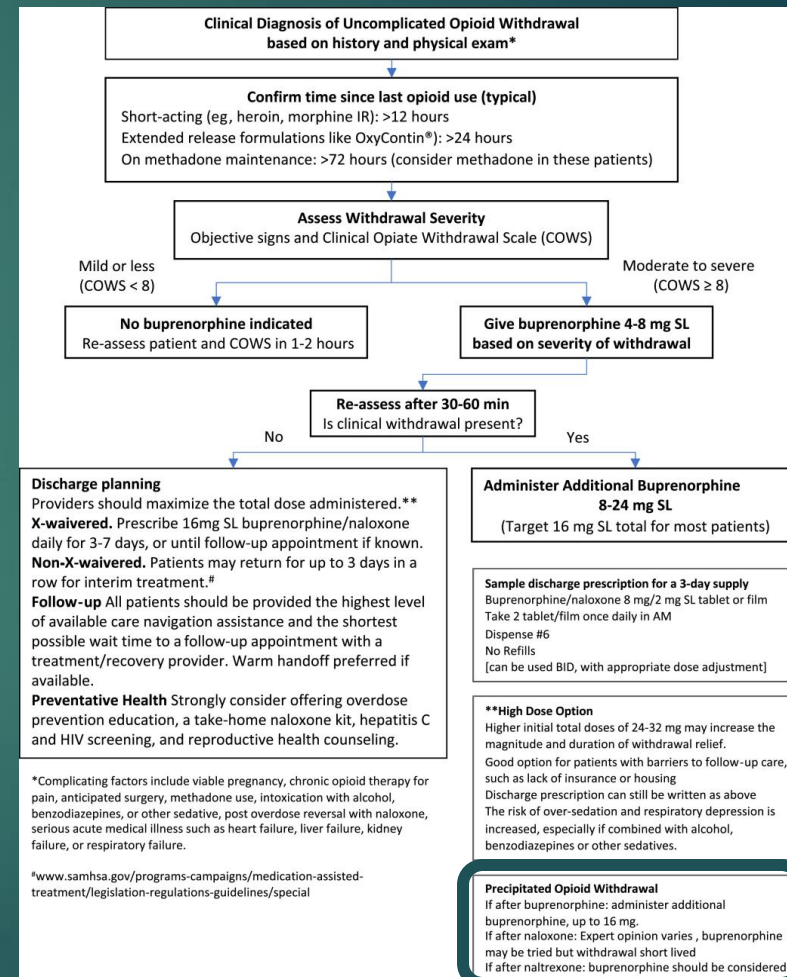 Clinical Diagnosis of Uncomplicated Opioid Withdrawal
based on history and physical exam*
Confirm time since last opioid use (typical)
Short-acting (eg, heroin, morphine IR): >12 hours
Extended release formulations like OxyContin®): >24 hours
On methadone maintenance: >72 hours (consider methadone in these patients)
Assess Withdrawal Severity
Objective signs and Clinical Opiate Withdrawal Scale (COWS)
Mild or less
(COWS < 8)
Moderate to severe
(COWS ≥ 8)
No buprenorphine indicated
Re-assess patient and COWS in 1-2 hours
Give buprenorphine 4-8 mg SL
based on severity of withdrawal
Re-assess after 30-60 min
Is clinical withdrawal present?
No
Yes
Discharge planning
Providers should maximize the total dose administered.**
X-waivered. Prescribe 16mg SL buprenorphine/naloxone
daily for 3-7 days, or until follow-up appointment if known.
Non-X-waivered. Patients may return for up to 3 days in a
row for interim treatment.#
Follow-up All patients should be provided the highest level
of available care navigation assistance and the shortest
possible wait time to a follow-up appointment with a
treatment/recovery provider. Warm handoff preferred if
available.
Preventative Health Strongly consider offering overdose
prevention education, a take-home naloxone kit, hepatitis C
and HIV screening, and reproductive health counseling.
*Complicating factors include viable pregnancy, chronic opioid therapy for
pain, anticipated surgery, methadone use, intoxication with alcohol,
benzodiazepines, or other sedative, post overdose reversal with naloxone,
serious acute medical illness such as heart failure, liver failure, kidney
failure, or respiratory failure.
#www.samhsa.gov/programs-campaigns/medication-assisted-
treatment/legislation-regulations-guidelines/special
Administer Additional Buprenorphine
8-24 mg SL
(Target 16 mg SL total for most patients)
Sample discharge prescription for a 3-day supply
Buprenorphine/naloxone 8 mg/2 mg SL tablet or film
Take 2 tablet/film once daily in AM
Dispense #6
No Refills
[can be used BID, with appropriate dose adjustment]
**High Dose Option
Higher initial total doses of 24-32 mg may increase the
magnitude and duration of withdrawal relief.
Good option for patients with barriers to follow-up care,
such as lack of insurance or housing
Discharge prescription can still be written as above
The risk of over-sedation and respiratory depression is
increased, especially if combined with alcohol,
benzodiazepines or other sedatives.
Precipitated Opioid Withdrawal
If after buprenorphine: administer additional
buprenorphine, up to 16 mg.
If after naloxone: Expert opinion varies , buprenorphine
may be tried but withdrawal short lived
If after naltrexone: buprenorphine should be considered